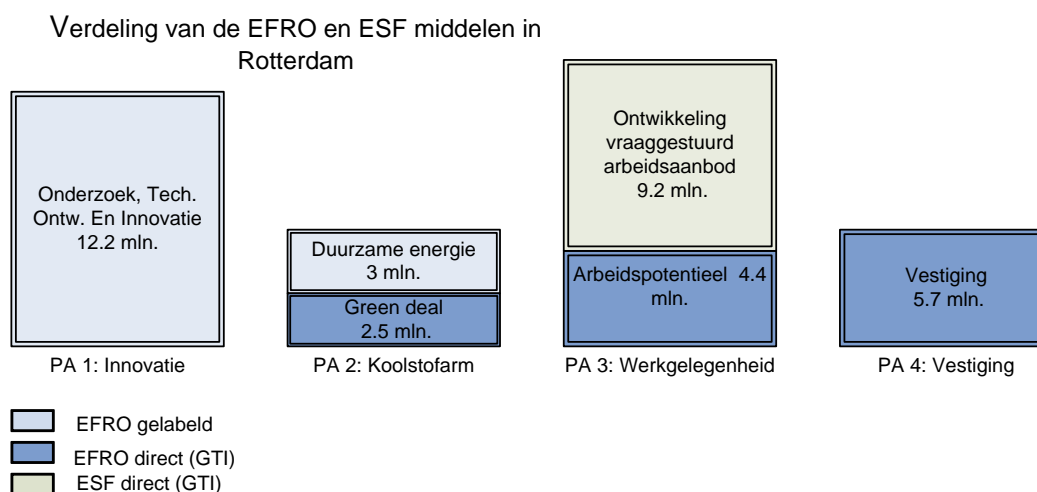 Verdeling van de EFRO en ESF middelen in
Rotterdam
Onderzoek, Tech.
Ontw. En Innovatie
12.2 mln.
PA 1: Innovatie
Duurzame energie
3 mln.
Green deal
2.5 mln.
PA 2: Koolstofarm
Ontwikkeling
vraaggestuurd
arbeidsaanbod
9.2 mln.
Arbeidspotentieel 4.4
mln.
PA 3: Werkgelegenheid
Vestiging
5.7 mln.
PA 4: Vestiging
EFRO gelabeld
EFRO direct (GTI)
ESF direct (GTI)